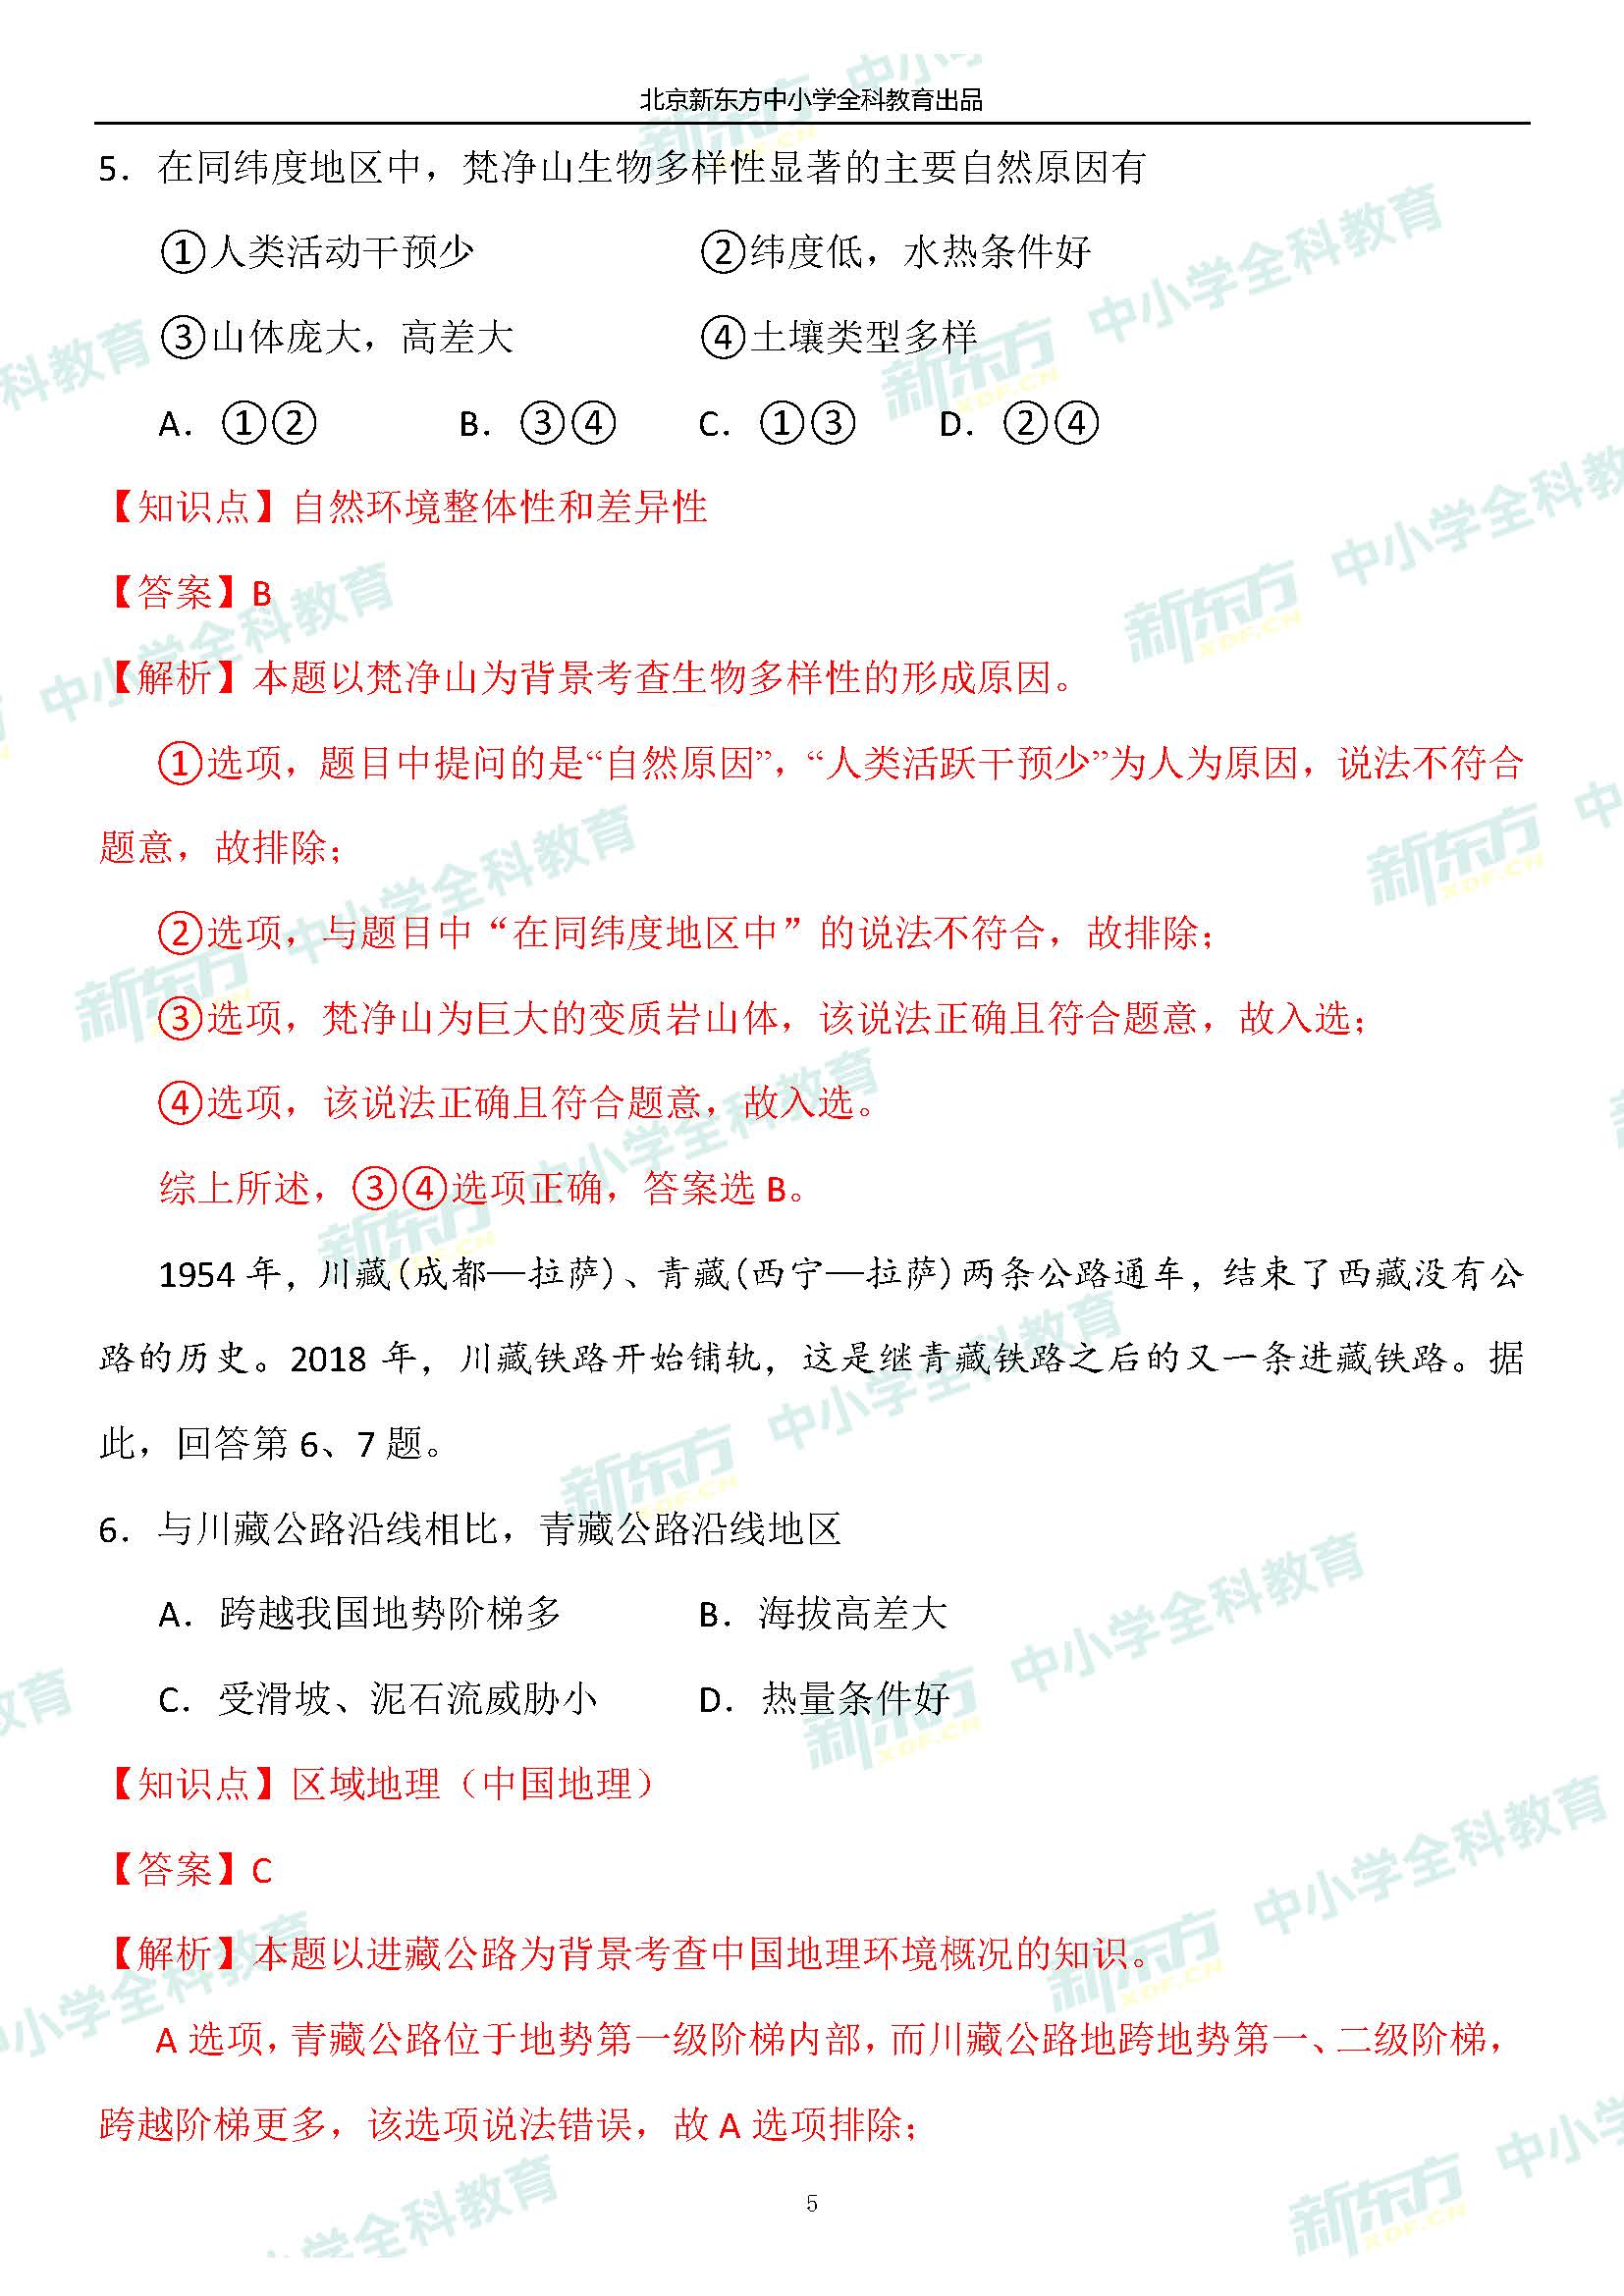 北京新东方中小学全科教育出品
5．在同纬度地区中，梵净山生物多样性显著的主要自然原因有
①人类活动干预少 ②纬度低，水热条件好
③山体庞大，高差大 ④土壤类型多样
A．①② B．③④ C．①③ D．②④
【知识点】自然环境整体性和差异性
【答案】B
【解析】本题以梵净山为背景考查生物多样性的形成原因。
①选项，题目中提问的是“自然原因”，“人类活跃干预少”为人为原因，说法不符合
题意，故排除；
②选项，与题目中“在同纬度地区中”的说法不符合，故排除；
③选项，梵净山为巨大的变质岩山体，该说法正确且符合题意，故入选；
④选项，该说法正确且符合题意，故入选。
综上所述，③④选项正确，答案选 B。
1954 年，川藏(成都—拉萨)、青藏(西宁—拉萨)两条公路通车，结束了西藏没有公
路的历史。2018 年，川藏铁路开始铺轨，这是继青藏铁路之后的又一条进藏铁路。据
此，回答第 6、7 题。
6．与川藏公路沿线相比，青藏公路沿线地区
A．跨越我国地势阶梯多 B．海拔高差大
C．受滑坡、泥石流威胁小 D．热量条件好
【知识点】区域地理（中国地理）
【答案】C
【解析】本题以进藏公路为背景考查中国地理环境概况的知识。
A 选项，青藏公路位于地势第一级阶梯内部，而川藏公路地跨地势第一、二级阶梯，
跨越阶梯更多，该选项说法错误，故 A 选项排除；
5
新东方 XDF.CN 中小学全科教育